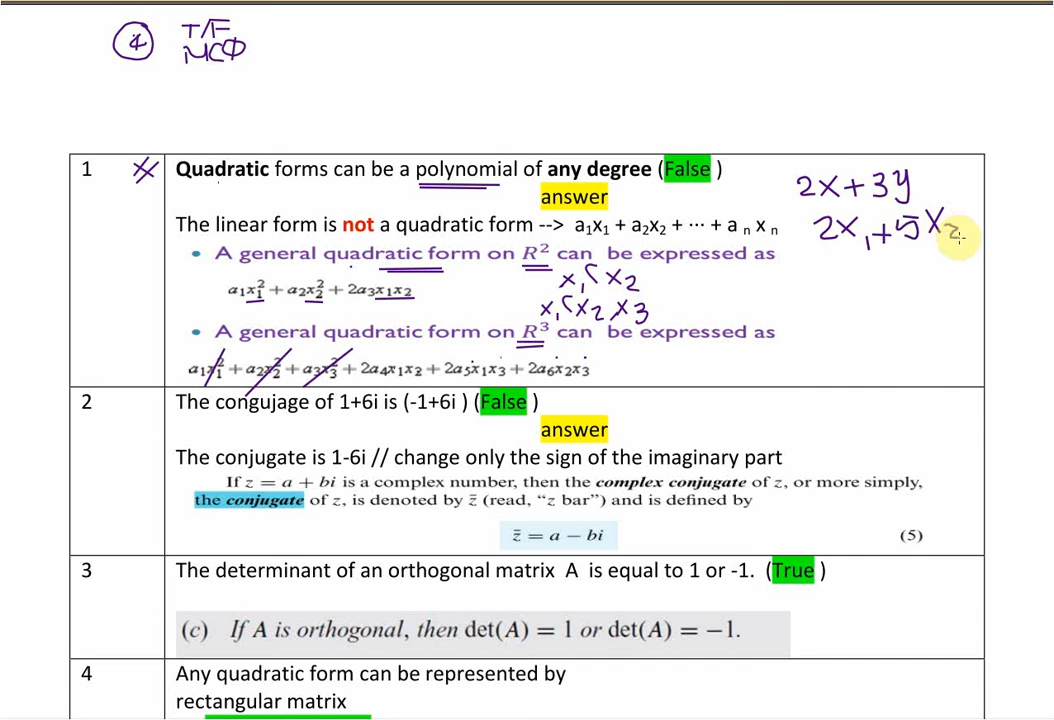 4 T/F
MCQ
1 Quadratic forms can be a polynomial of any degree (False )
answer
2x+3y
The linear form is not a quadratic form --> a₁x₁ + a₂x₂ + ··· + a ₙ x ₙ
2x₁+5x₂
• A general quadratic form on R² can be expressed as
x₁, x₂
a₁x₁² + a₂x₂² + 2a₃x₁x₂
x₁, x₂ x₃
• A general quadratic form on R³ can be expressed as
a₁x₁² + a₂x₂² + a₃x₃² + 2a₄x₁x₂ + 2a₅x₁x₃ + 2a₆x₂x₃
2 The congujage of 1+6i is (-1+6i ) (False )
answer
The conjugate is 1-6i // change only the sign of the imaginary part
If z = a + bi is a complex number, then the complex conjugate of z, or more simply,
the conjugate of z, is denoted by z̄ (read, “z bar”) and is defined by
z̄ = a − bi (5)
3 The determinant of an orthogonal matrix A is equal to 1 or -1. (True )
(c) If A is orthogonal, then det(A) = 1 or det(A) = −1.
4 Any quadratic form can be represented by
rectangular matrix